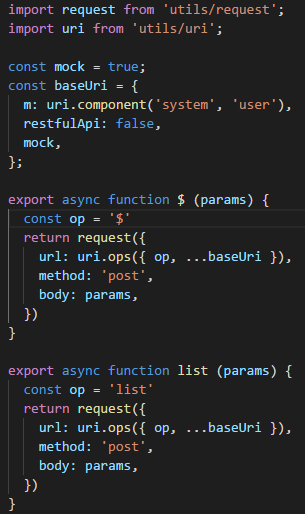 import request from 'utils/request';
import uri from 'utils/uri';

const mock = true;
const baseUri = {
  m: uri.component('system', 'user'),
  restfulApi: false,
  mock,
};

export async function $ (params) {
  const op = '$'
  return request({
    url: uri.ops({ op, ...baseUri }),
    method: 'post',
    body: params,
  })
}

export async function list (params) {
  const op = 'list'
  return request({
    url: uri.ops({ op, ...baseUri }),
    method: 'post',
    body: params,
  })
}